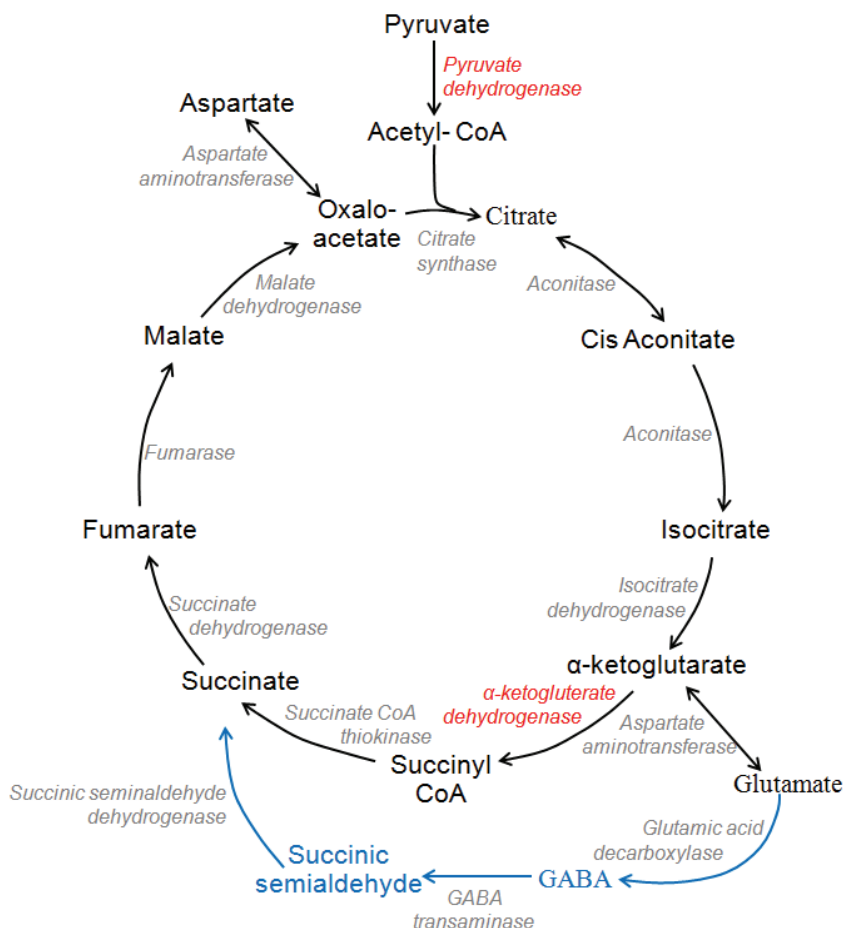 Pyruvate
Pyruvate
dehydrogenase
Aspartate
Acetyl- CoA
Aspartate
aminotransferase
Oxalo-
acetate
Citrate
Citrate
synthase
Malate
dehydrogenase
Aconitase
Malate
Cis Aconitate
Fumarase
Aconitase
Fumarate
Isocitrate
Succinate
dehydrogenase
Isocitrate
dehydrogenase
Succinate
α-ketoglutarate
α-ketogluterate
dehydrogenase
Succinate CoA
thiokinase
Aspartate
aminotransferase
Succinyl
CoA
Glutamate
Succinic seminaldehyde
dehydrogenase
Glutamic acid
decarboxylase
Succinic
semialdehyde
GABA
GABA
transaminase